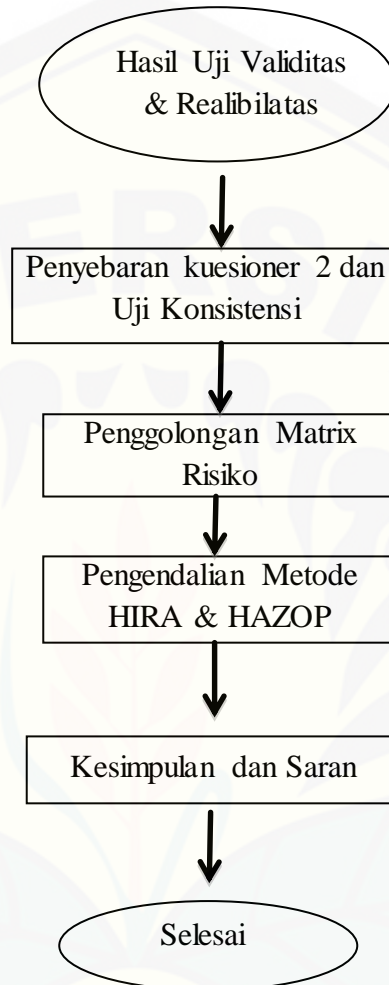 Hasil Uji Validitas
& Realibilatas
Penyebaran kuesioner 2 dan
Uji Konsistensi
Penggolongan Matrix
Risiko
Pengendalian Metode
HIRA & HAZOP
Kesimpulan dan Saran
Selesai